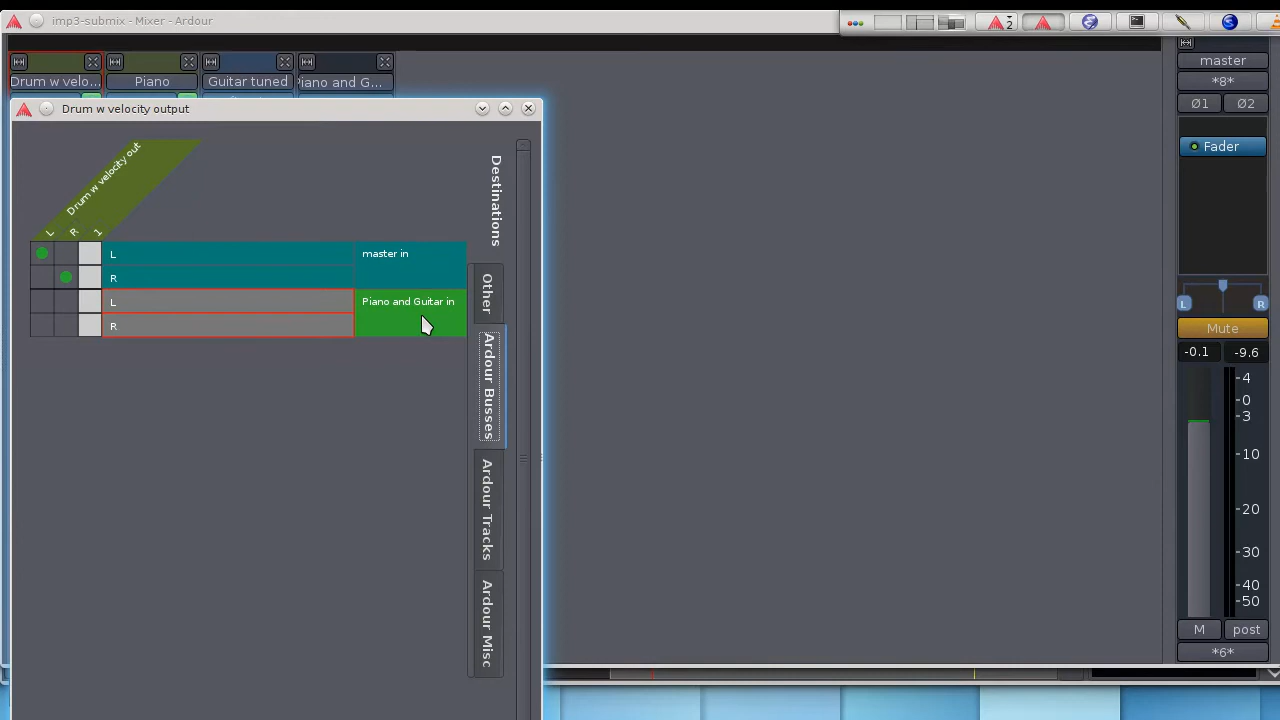 imp3-submix - Mixer - Ardour
2
Drum w velo...
Piano
Guitar tuned
master
*8*
Ø1
Ø2
Drum w velocity output
Fader
Destinations
Drum w velocity out
L
R
1
L
master in
R
L
Piano and Guitar in
R
Other
Ardour Busses
Ardour Tracks
Ardour Misc
L
R
Mute
-0.1
-9.6
-4
-0
-3
-10
-20
-30
-40
-50
M
post
*6*